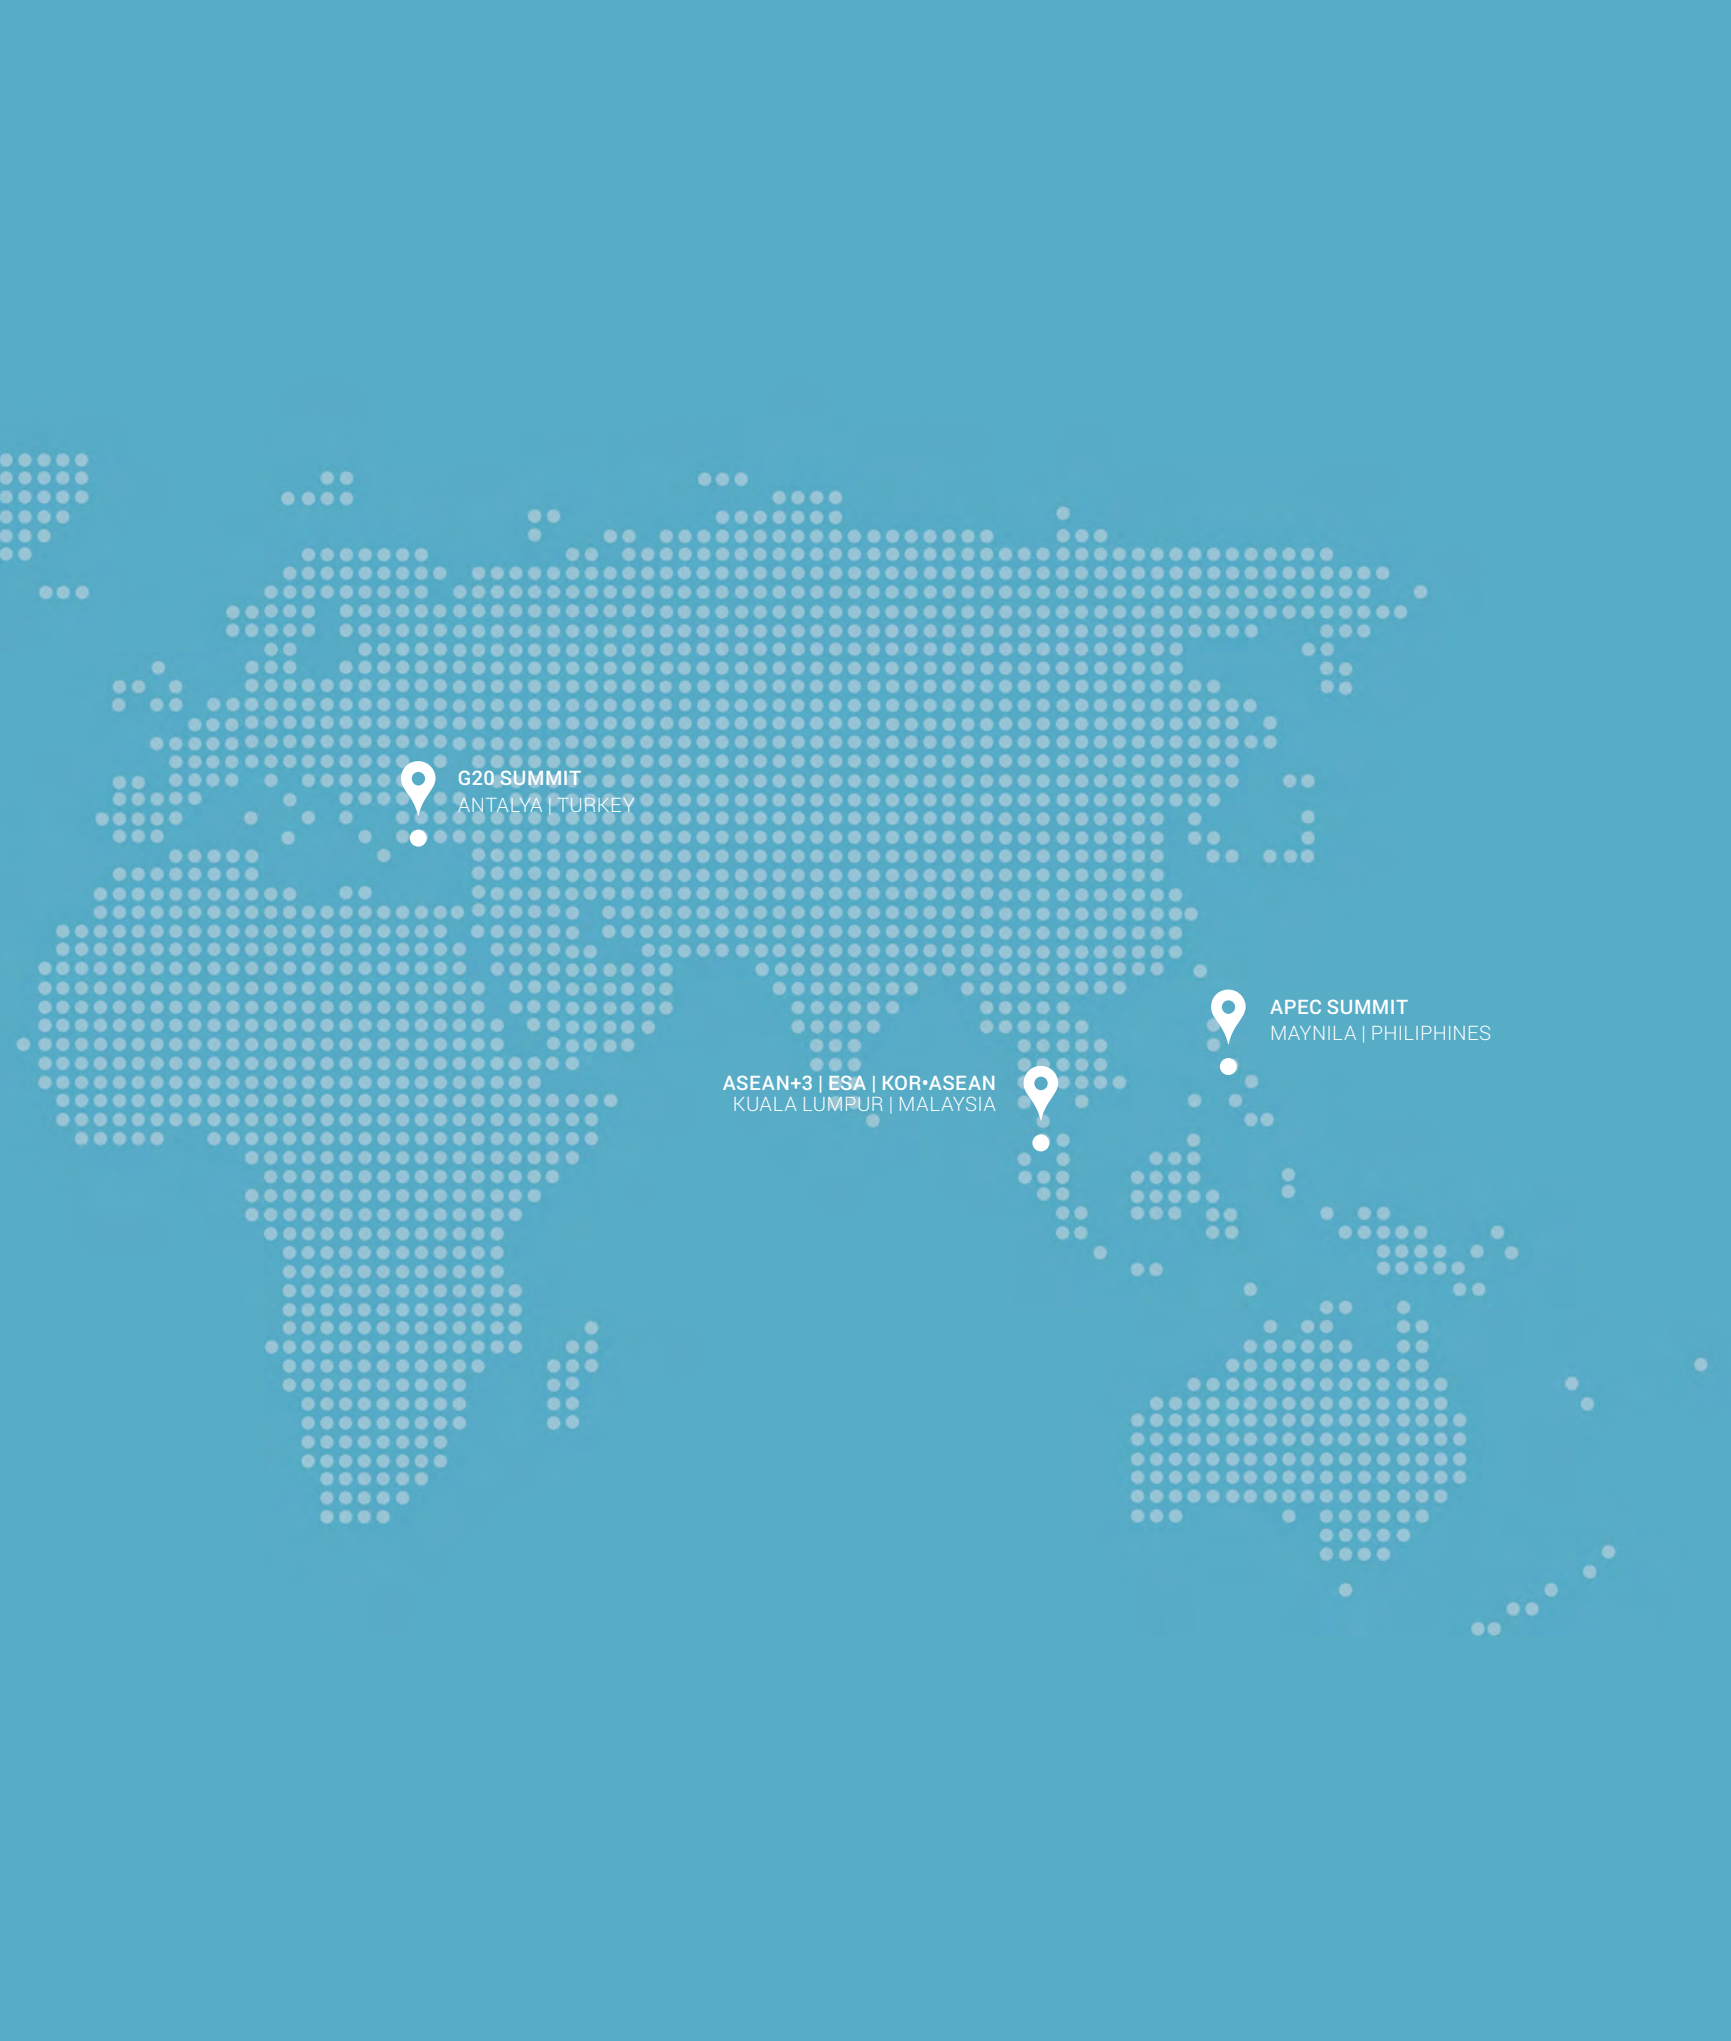 G20 SUMMIT
ANTALYA | TURKEY
APEC SUMMIT
MAYNILA | PHILIPHINES
ASEAN+3 | ESA | KOR•ASEAN
KUALA LUMPUR | MALAYSIA